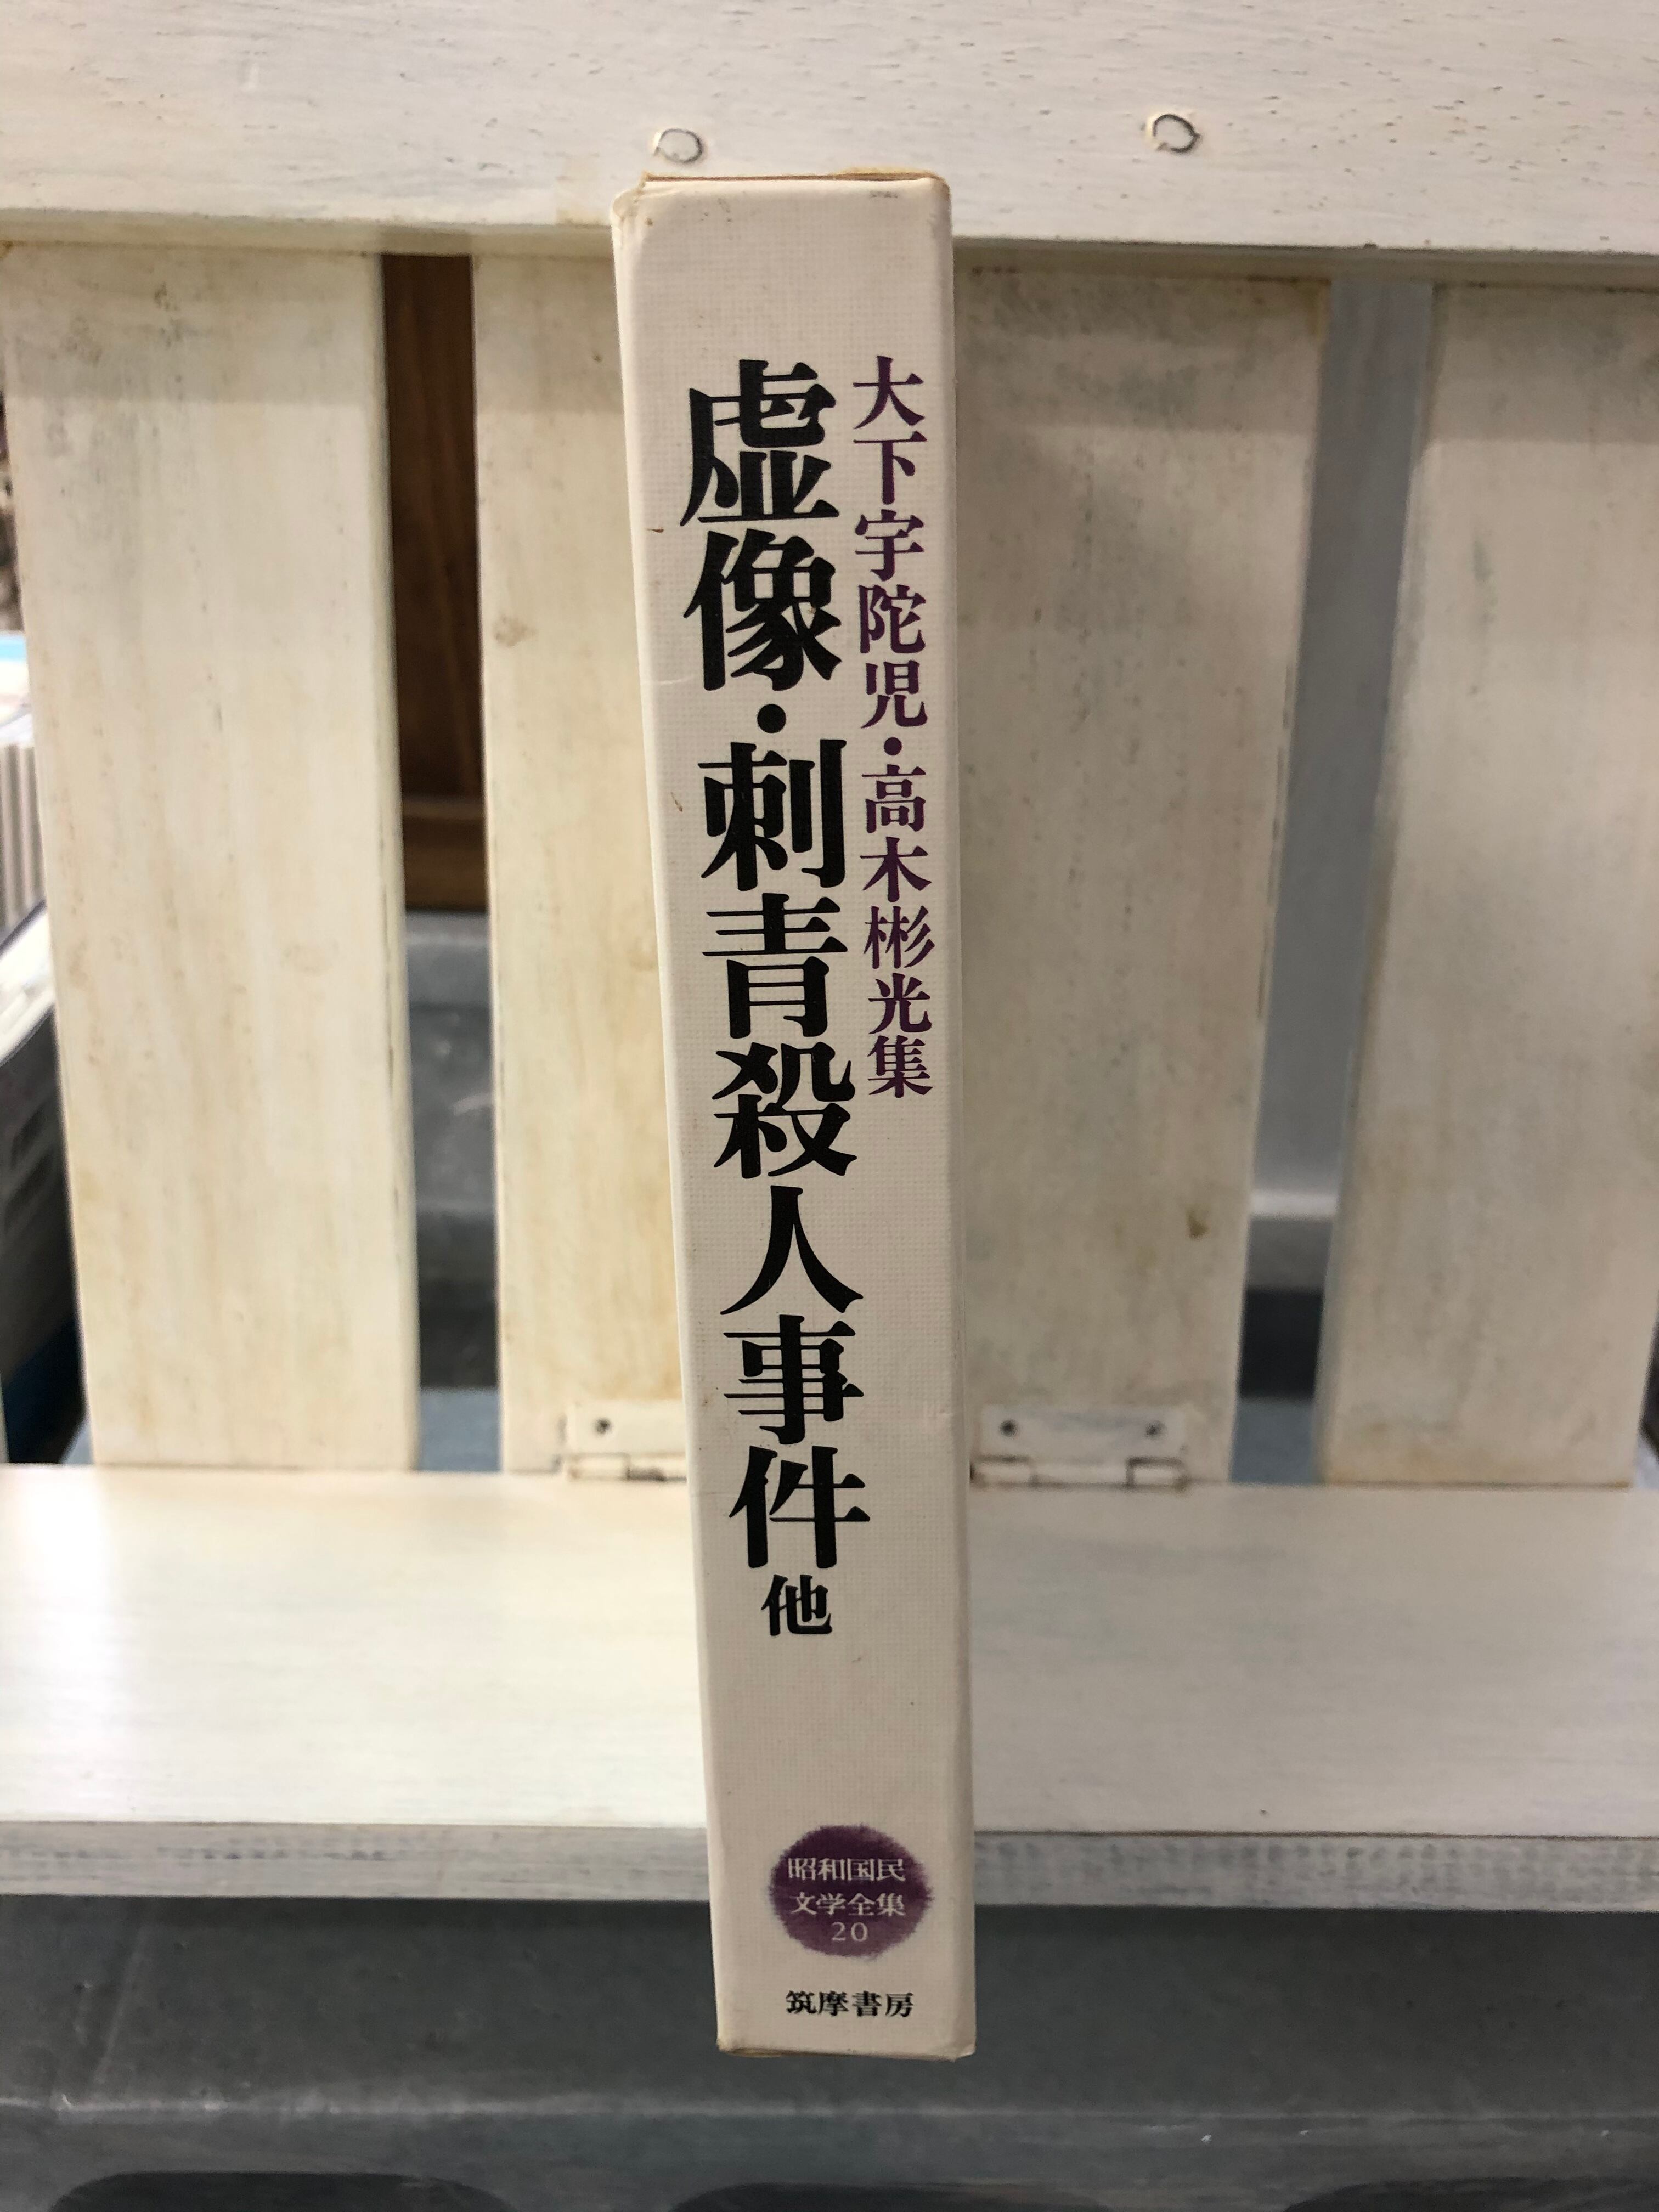 大下宇陀児・高木彬光集
虚像・刺青殺人事件他
昭和国民
文学全集
20
筑摩書房